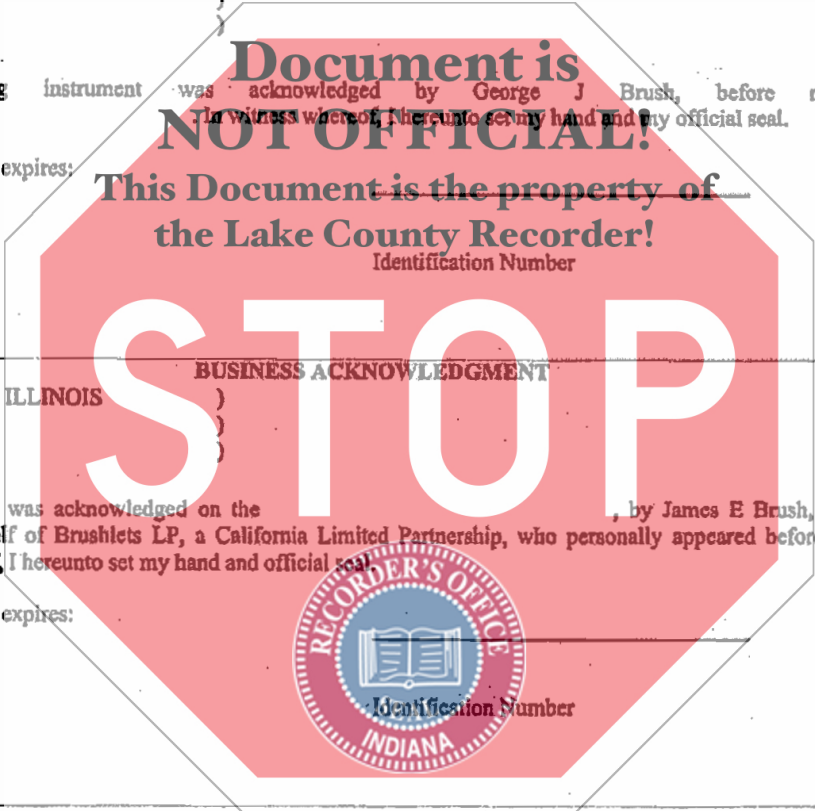 )
)
Document is
instrument was acknowledged by George J Brush, before
NOT OFFICIAL!
. In witness whereof, I hereunto set my hand and my official seal.
expires:
This Document is the property of
the Lake County Recorder!
Identification Number
STOP
BUSINESS ACKNOWLEDGMENT
ILLINOIS )
)
)
was acknowledged on the , by James E Brush,
lf of Brushlets LP, a California Limited Partnership, who personally appeared before
I hereunto set my hand and official seal.
RECORDER'S OFFICE
expires:
Identification Number
INDIANA